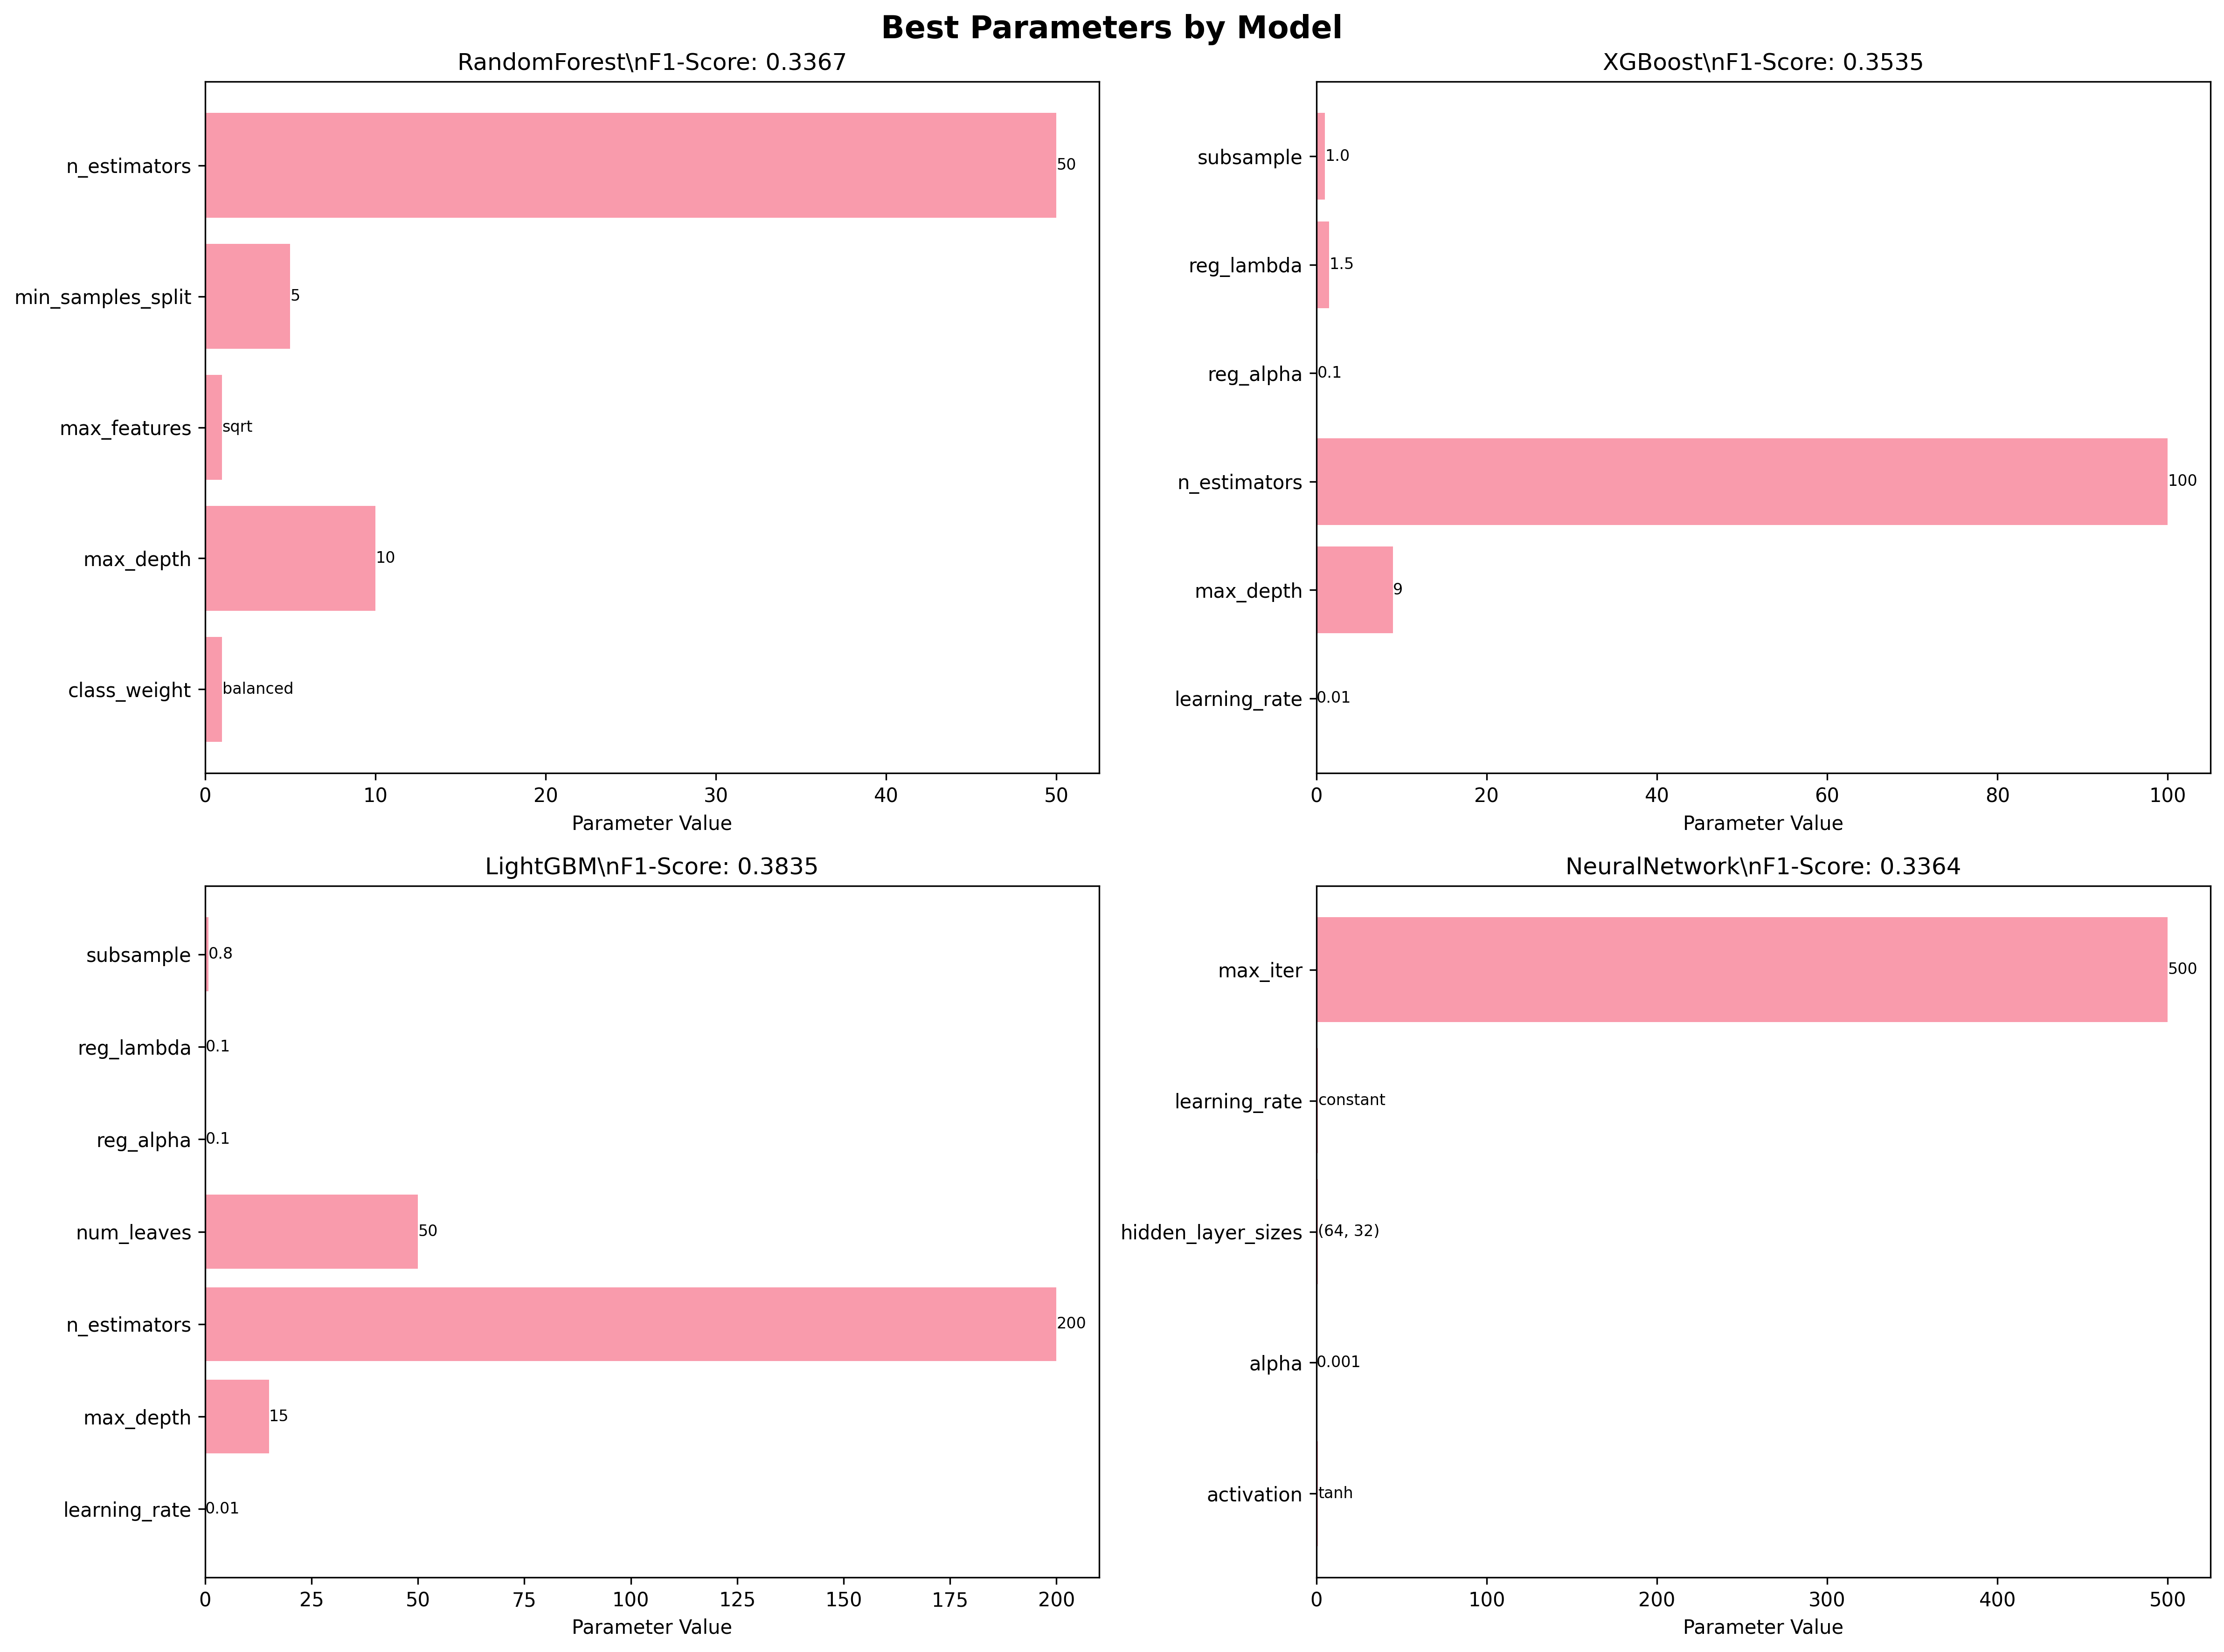 Best Parameters by Model
RandomForest\nF1-Score: 0.3367
n_estimators
50
min_samples_split
5
max_features
sqrt
max_depth
10
class_weight
balanced
0 10 20 30 40 50
Parameter Value
XGBoost\nF1-Score: 0.3535
subsample
1.0
reg_lambda
1.5
reg_alpha
0.1
n_estimators
100
max_depth
9
learning_rate
0.01
0 20 40 60 80 100
Parameter Value
LightGBM\nF1-Score: 0.3835
subsample
0.8
reg_lambda
0.1
reg_alpha
0.1
num_leaves
50
n_estimators
200
max_depth
15
learning_rate
0.01
0 25 50 75 100 125 150 175 200
Parameter Value
NeuralNetwork\nF1-Score: 0.3364
max_iter
500
learning_rate
constant
hidden_layer_sizes
(64, 32)
alpha
0.001
activation
tanh
0 100 200 300 400 500
Parameter Value